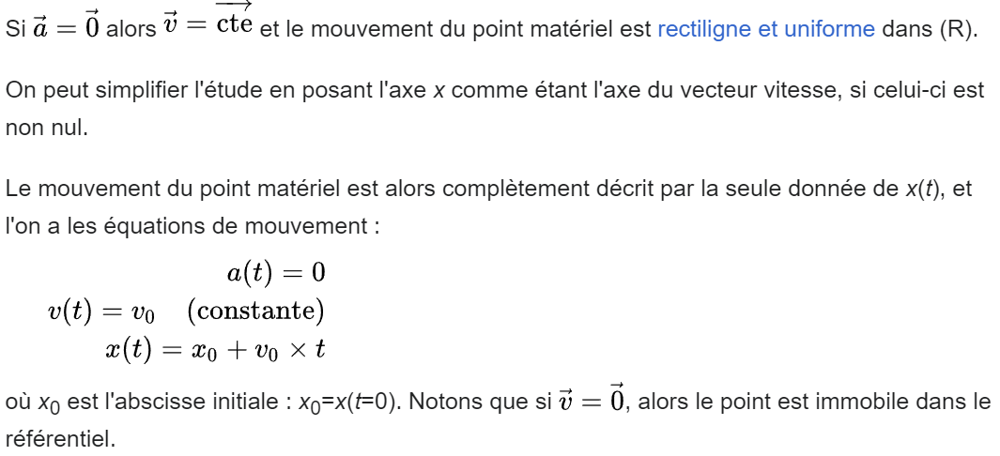 Si $\vec{a} = \vec{0}$ alors $\vec{v} = \overrightarrow{\text{cte}}$ et le mouvement du point matériel est rectiligne et uniforme dans (R).
On peut simplifier l'étude en posant l'axe x comme étant l'axe du vecteur vitesse, si celui-ci est
non nul.
Le mouvement du point matériel est alors complètement décrit par la seule donnée de x(t), et
l'on a les équations de mouvement :
$a(t) = 0$
$v(t) = v_0 \quad (\text{constante})$
$x(t) = x_0 + v_0 \times t$
où $x_0$ est l'abscisse initiale : $x_0$=x(t=0). Notons que si $\vec{v} = \vec{0}$, alors le point est immobile dans le
référentiel.